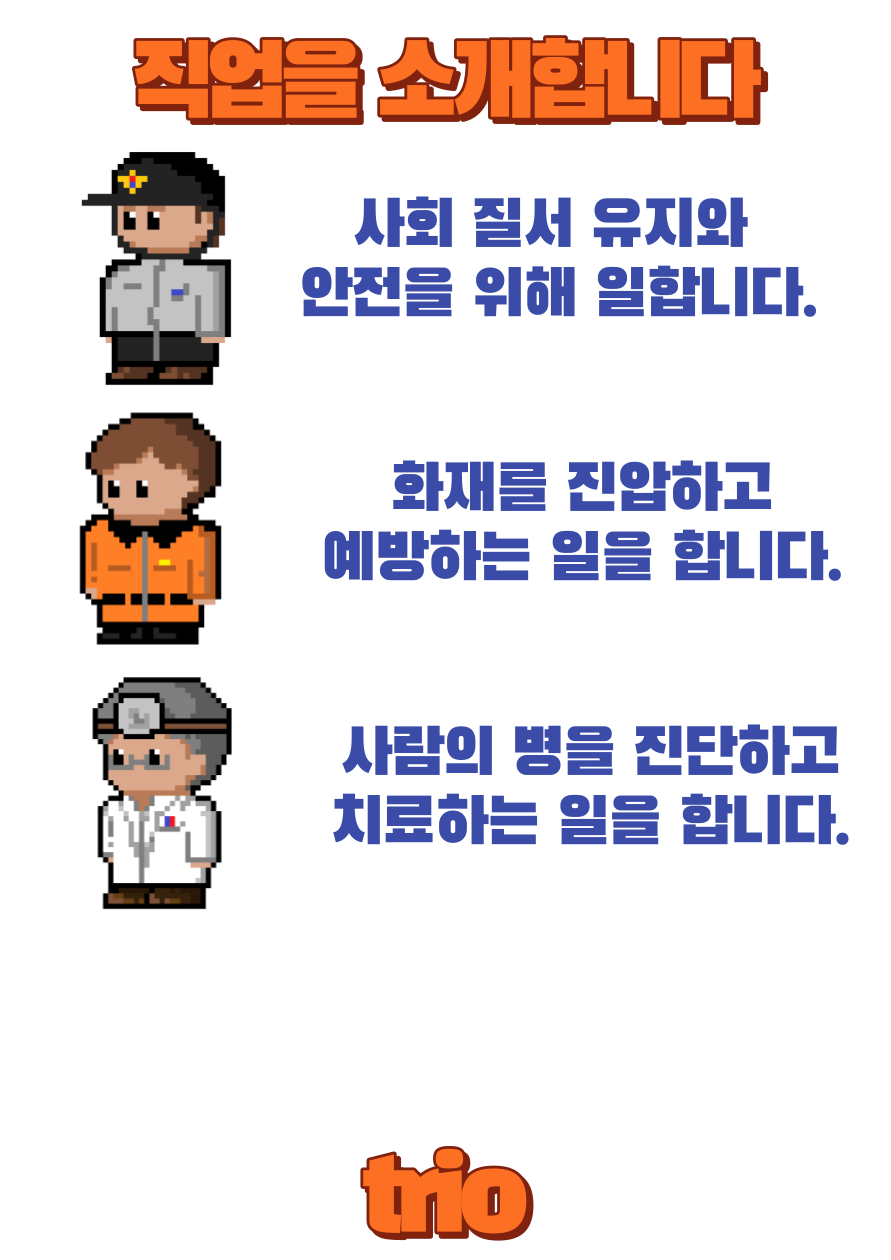 직업을 소개합니다
사회 질서 유지와
안전을 위해 일합니다.
화재를 진압하고
예방하는 일을 합니다.
사람의 병을 진단하고
치료하는 일을 합니다.
trio